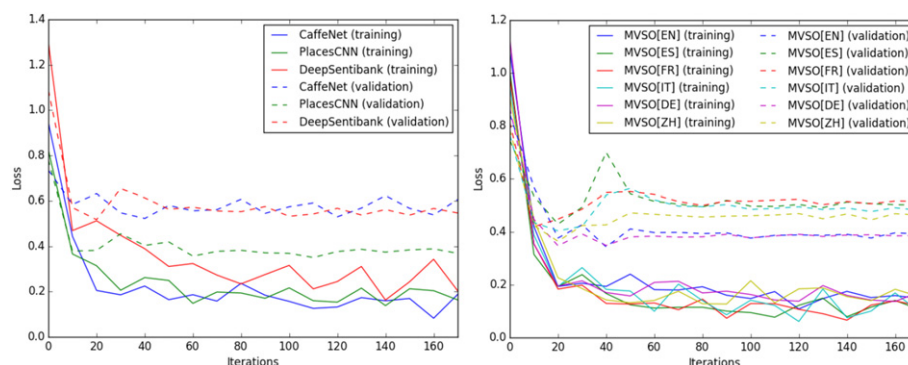 1.4
1.2
1.0
0.8
0.6
0.4
0.2
0.0
Loss
0 20 40 60 80 100 120 140 160
Iterations
CaffeNet (training)
PlacesCNN (training)
DeepSentibank (training)
CaffeNet (validation)
PlacesCNN (validation)
DeepSentibank (validation)
1.2
1.0
0.8
0.6
0.4
0.2
0.0
Loss
0 20 40 60 80 100 120 140 160
Iterations
MVSO[EN] (training) MVSO[EN] (validation)
MVSO[ES] (training) MVSO[ES] (validation)
MVSO[FR] (training) MVSO[FR] (validation)
MVSO[IT] (training) MVSO[IT] (validation)
MVSO[DE] (training) MVSO[DE] (validation)
MVSO[ZH] (training) MVSO[ZH] (validation)